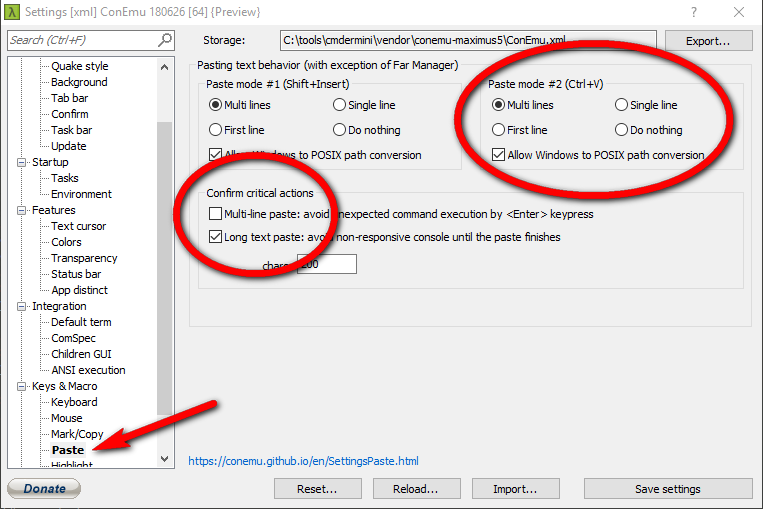 λ Settings [xml] ConEmu 180626 [64] {Preview} ?
Search (Ctrl+F)
Storage: C:\tools\cmdermini\vendor\conemu-maximus5\ConEmu.xml Export...
Quake style
Background
Tab bar
Confirm
Task bar
Update
Startup
Tasks
Environment
Features
Text cursor
Colors
Transparency
Status bar
App distinct
Integration
Default term
ComSpec
Children GUI
ANSI execution
Keys & Macro
Keyboard
Mouse
Mark/Copy
Paste
Highlight
Pasting text behavior (with exception of Far Manager)
Paste mode #1 (Shift+Insert)
Multi lines Single line
First line Do nothing
Allow Windows to POSIX path conversion
Paste mode #2 (Ctrl+V)
Multi lines Single line
First line Do nothing
Allow Windows to POSIX path conversion
Confirm critical actions
Multi-line paste: avoid unexpected command execution by <Enter> keypress
Long text paste: avoid non-responsive console until the paste finishes
chars 200
https://conemu.github.io/en/SettingsPaste.html
Donate Reset... Reload... Import... Save settings